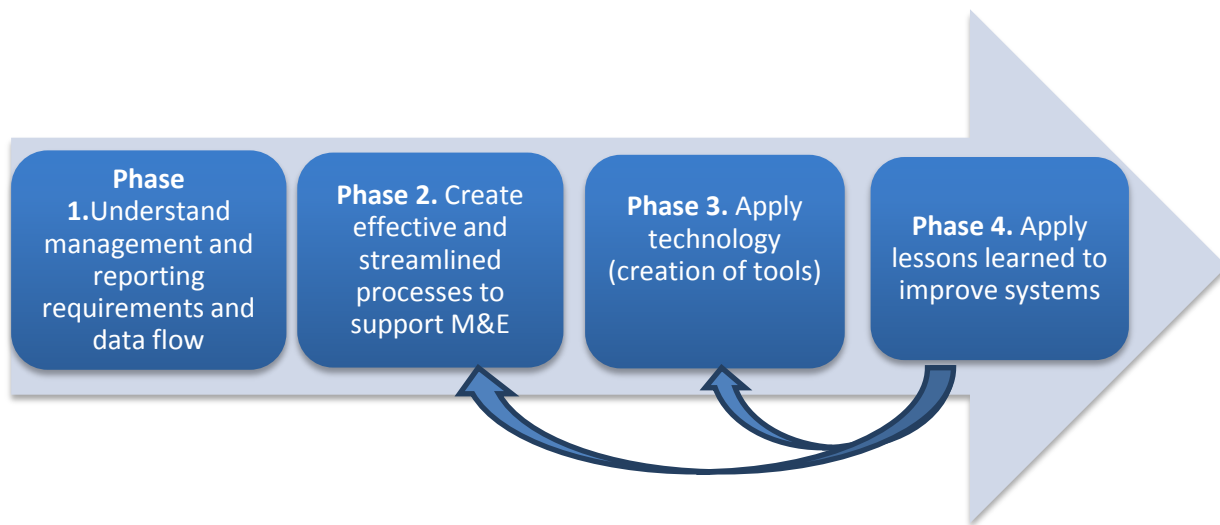 Phase
1.Understand
management and
reporting
requirements and
data flow
Phase 2. Create
effective and
streamlined
processes to
support M&E
Phase 3. Apply
technology
(creation of tools)
Phase 4. Apply
lessons learned to
improve systems